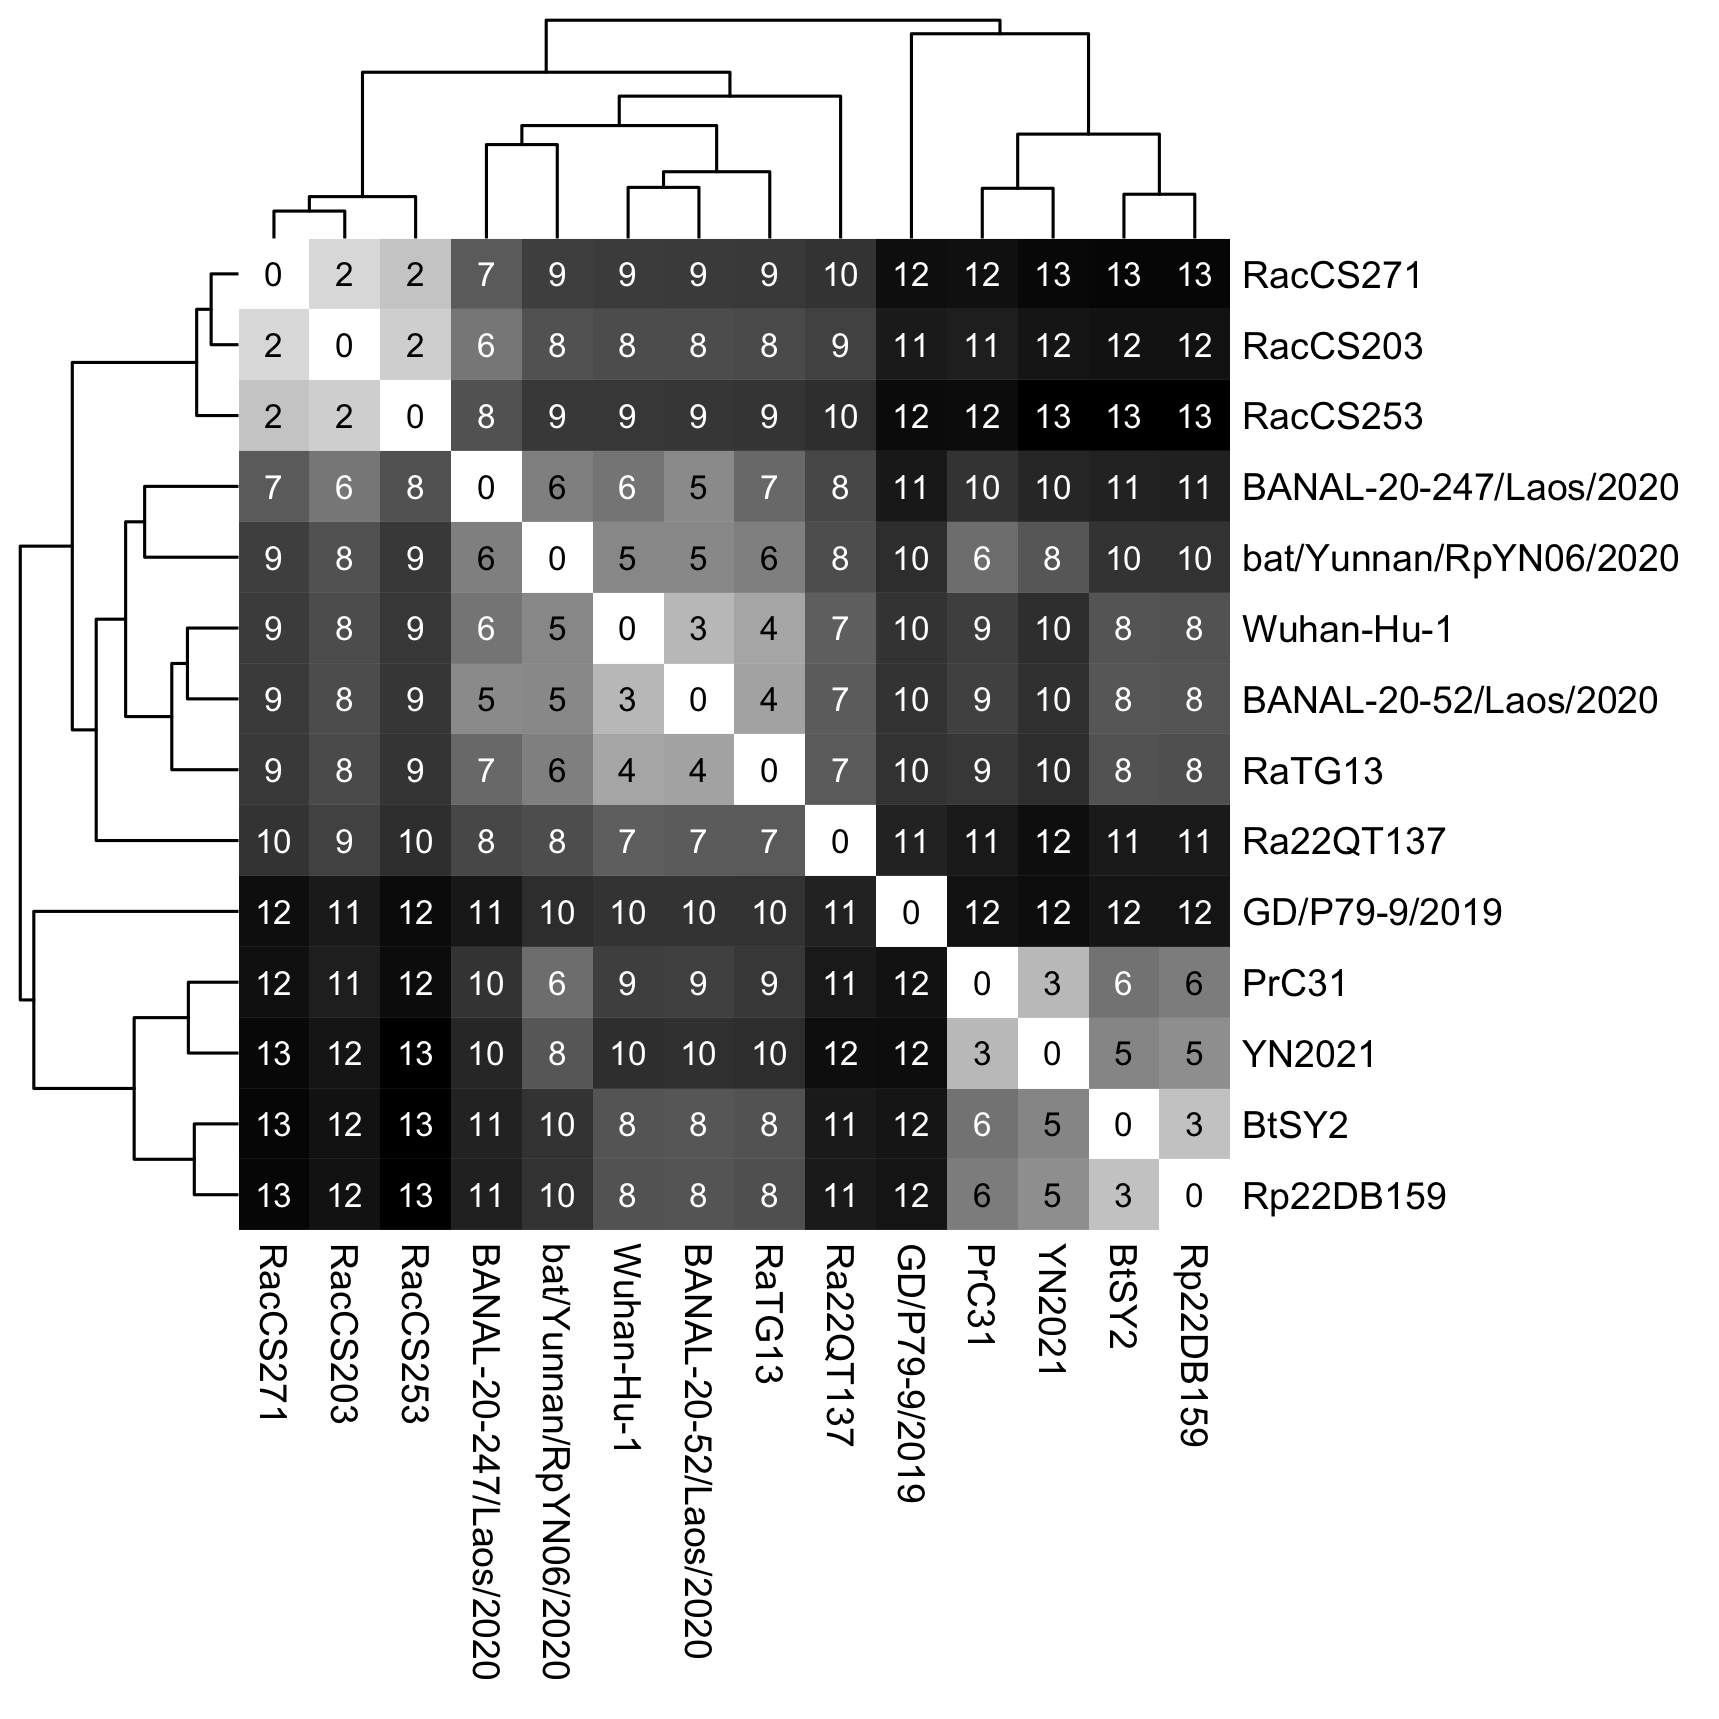 0 2 2 7 9 9 9 9 10 12 12 13 13 13 RacCS271
2 0 2 6 8 8 8 8 9 11 11 12 12 12 RacCS203
2 2 0 8 9 9 9 9 10 12 12 13 13 13 RacCS253
7 6 8 0 6 6 5 7 8 11 10 10 11 11 BANAL-20-247/Laos/2020
9 8 9 6 0 5 5 6 8 10 6 8 10 10 bat/Yunnan/RpYN06/2020
9 8 9 6 5 0 3 4 7 10 9 10 8 8 Wuhan-Hu-1
9 8 9 5 5 3 0 4 7 10 9 10 8 8 BANAL-20-52/Laos/2020
9 8 9 7 6 4 4 0 7 10 9 10 8 8 RaTG13
10 9 10 8 8 7 7 7 0 11 11 12 11 11 Ra22QT137
12 11 12 11 10 10 10 10 11 0 12 12 12 12 GD/P79-9/2019
12 11 12 10 6 9 9 9 11 12 0 3 6 6 PrC31
13 12 13 10 8 10 10 10 12 12 3 0 5 5 YN2021
13 12 13 11 10 8 8 8 11 12 6 5 0 3 BtSY2
13 12 13 11 10 8 8 8 11 12 6 5 3 0 Rp22DB159
RacCS271
RacCS203
RacCS253
BANAL-20-247/Laos/2020
bat/Yunnan/RpYN06/2020
Wuhan-Hu-1
BANAL-20-52/Laos/2020
RaTG13
Ra22QT137
GD/P79-9/2019
PrC31
YN2021
BtSY2
Rp22DB159